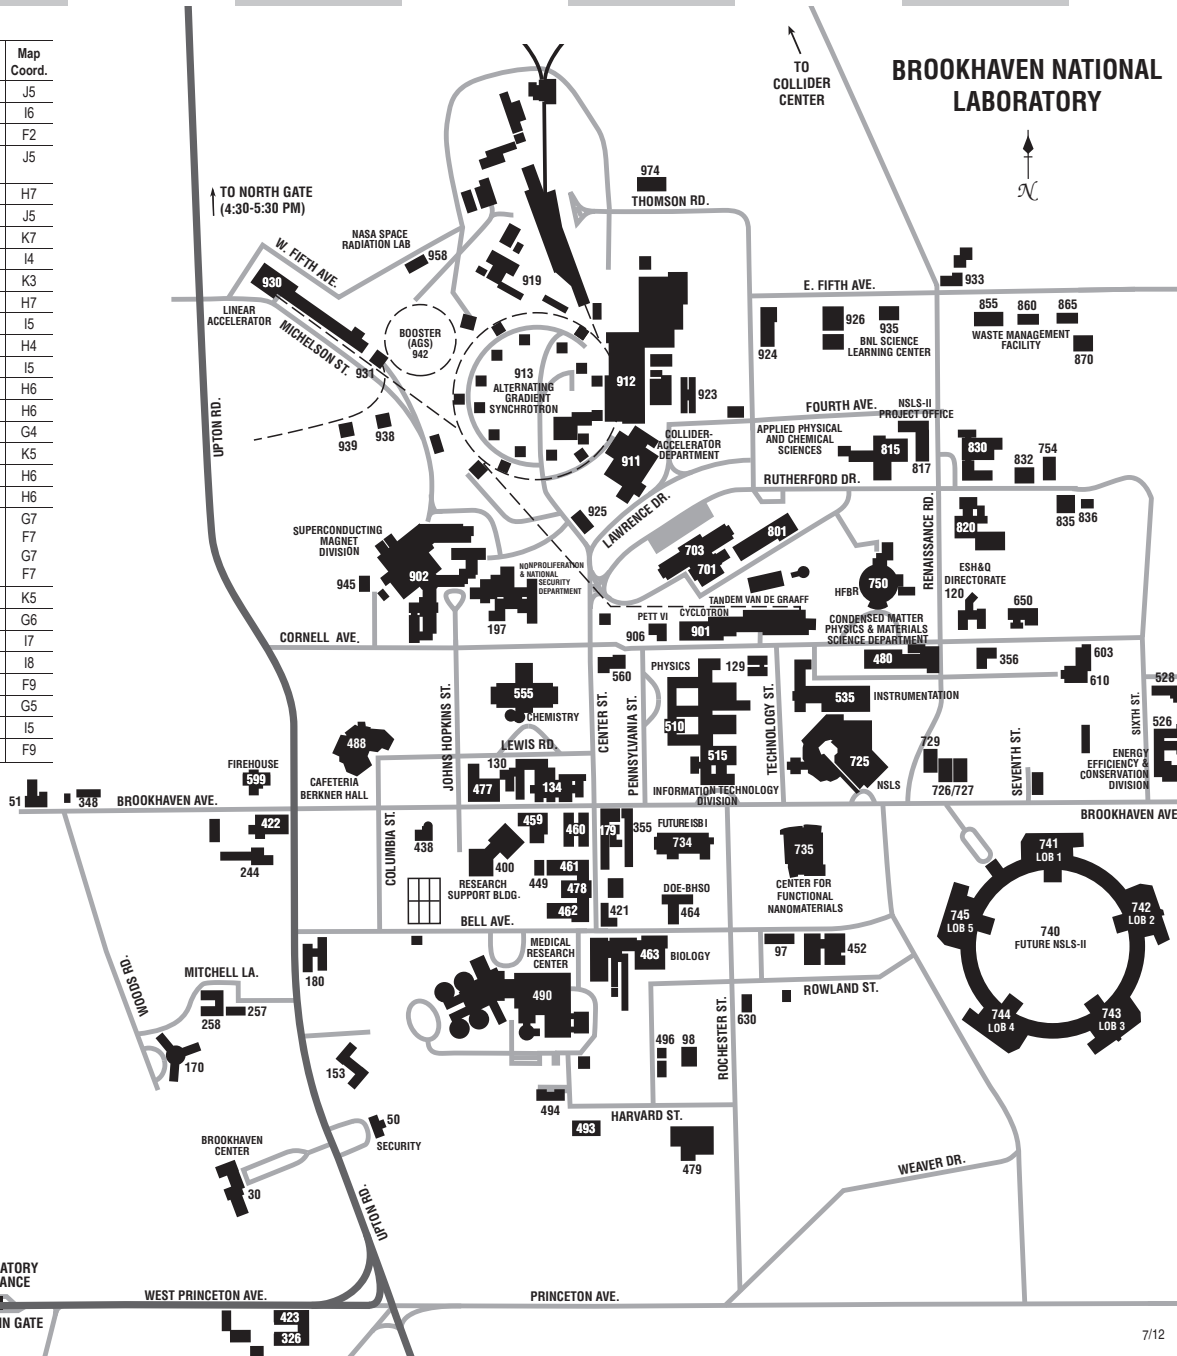 Map
Coord.
J5
I6
F2
J5
H7
J5
K7
I4
K3
H7
I5
H4
I5
H6
H6
G4
K5
H6
H6
G7
F7
G7
F7
K5
G6
I7
I8
F9
G5
I5
F9
BROOKHAVEN NATIONAL
LABORATORY
N
TO
COLLIDER
CENTER
TO NORTH GATE
(4:30-5:30 PM)
974
THOMSON RD.
NASA SPACE
RADIATION LAB
958
W. FIFTH AVE.
930
919
LINEAR
ACCELERATOR
MICHELSON ST.
931
BOOSTER
(AGS)
942
913
ALTERNATING
GRADIENT
SYNCHROTRON
912
923
E. FIFTH AVE.
933
924
926
935
BNL SCIENCE
LEARNING CENTER
855
860
865
WASTE MANAGEMENT
FACILITY
870
UPTON RD.
939
938
FOURTH AVE.
NSLS-II
PROJECT OFFICE
COLLIDER-
ACCELERATOR
DEPARTMENT
911
APPLIED PHYSICAL
AND CHEMICAL
SCIENCES
815
817
830
832
754
RUTHERFORD DR.
925
LAWRENCE DR.
801
703
701
RENAISSANCE RD.
820
835
836
SUPERCONDUCTING
MAGNET
DIVISION
945
902
NONPROLIFERATION
& NATIONAL
SECURITY
DEPARTMENT
197
TANDEM VAN DE GRAAFF
HFBR
750
ESH&Q
DIRECTORATE
120
650
PETT VI
906
CYCLOTRON
901
CONDENSED MATTER
PHYSICS & MATERIALS
SCIENCE DEPARTMENT
CORNELL AVE.
480
356
603
610
528
526
555
CHEMISTRY
560
PHYSICS
129
510
515
535
INSTRUMENTATION
JOHNS HOPKINS ST.
CENTER ST.
PENNSYLVANIA ST.
TECHNOLOGY ST.
SEVENTH ST.
SIXTH ST.
488
CAFETERIA
BERKNER HALL
LEWIS RD.
130
477
134
INFORMATION TECHNOLOGY
DIVISION
725
NSLS
729
726/727
ENERGY
EFFICIENCY &
CONSERVATION
DIVISION
FIREHOUSE
599
51
348
BROOKHAVEN AVE.
BROOKHAVEN AVE
422
244
COLUMBIA ST.
438
459
460
400
461
449
478
462
RESEARCH
SUPPORT BLDG.
BELL AVE.
179
355
421
FUTURE ISB I
734
DOE-BHSO
464
735
CENTER FOR
FUNCTIONAL
NANOMATERIALS
741
LOB 1
742
LOB 2
745
LOB 5
740
FUTURE NSLS-II
744
LOB 4
743
LOB 3
180
MEDICAL
RESEARCH
CENTER
463
BIOLOGY
97
452
490
ROWLAND ST.
630
ROCHESTER ST.
WOODS RD.
MITCHELL LA.
257
258
170
153
496
98
494
HARVARD ST.
493
479
50
SECURITY
BROOKHAVEN
CENTER
30
UPTON RD.
WEAVER DR.
ATORY
ANCE
WEST PRINCETON AVE.
PRINCETON AVE.
IN GATE
423
326
7/12